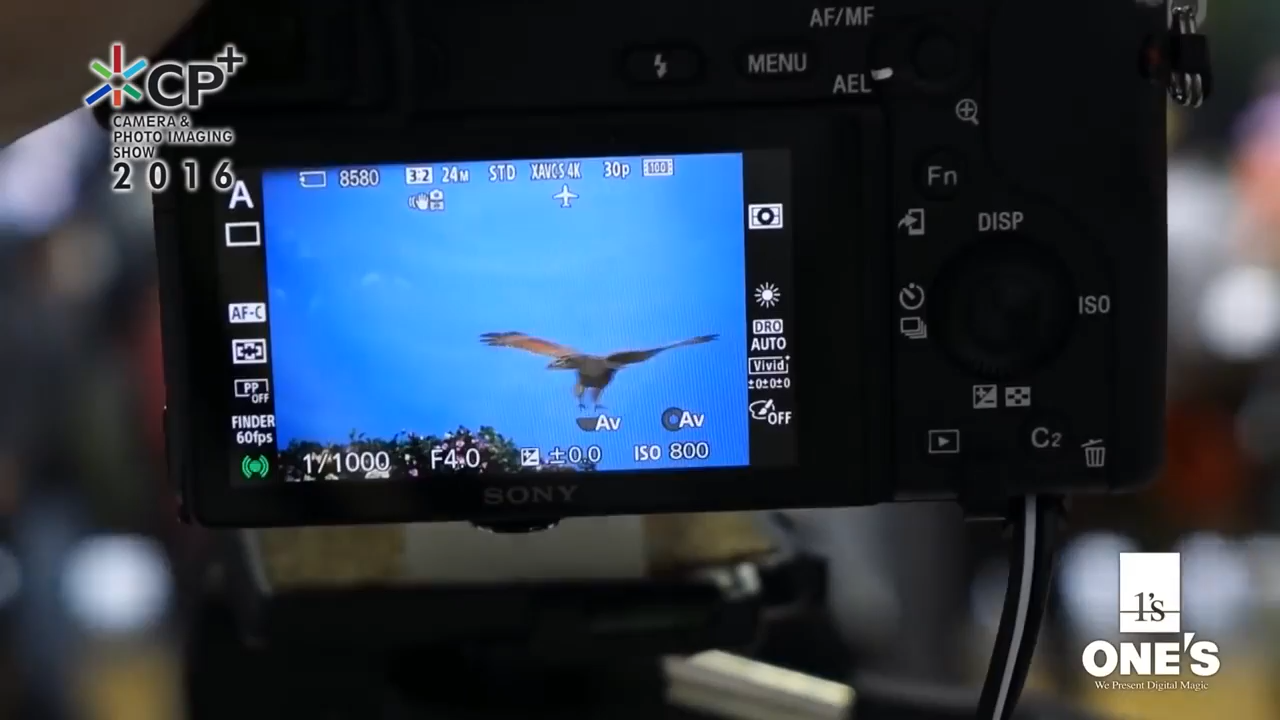 CP+
CAMERA &
PHOTO IMAGING
SHOW
2016
AF/MF
MENU
AEL
Fn
DISP
ISO
C2
A
8580 3:2 24M STD XAVC S 4K 30p 100
AF-C
PP OFF
FINDER
60fps
DRO
AUTO
Vivid+
±0±0±0
OFF
Av Av
1/1000 F4.0 ±0.0 ISO 800
SONY
1's
ONE'S
We Present Digital Magic